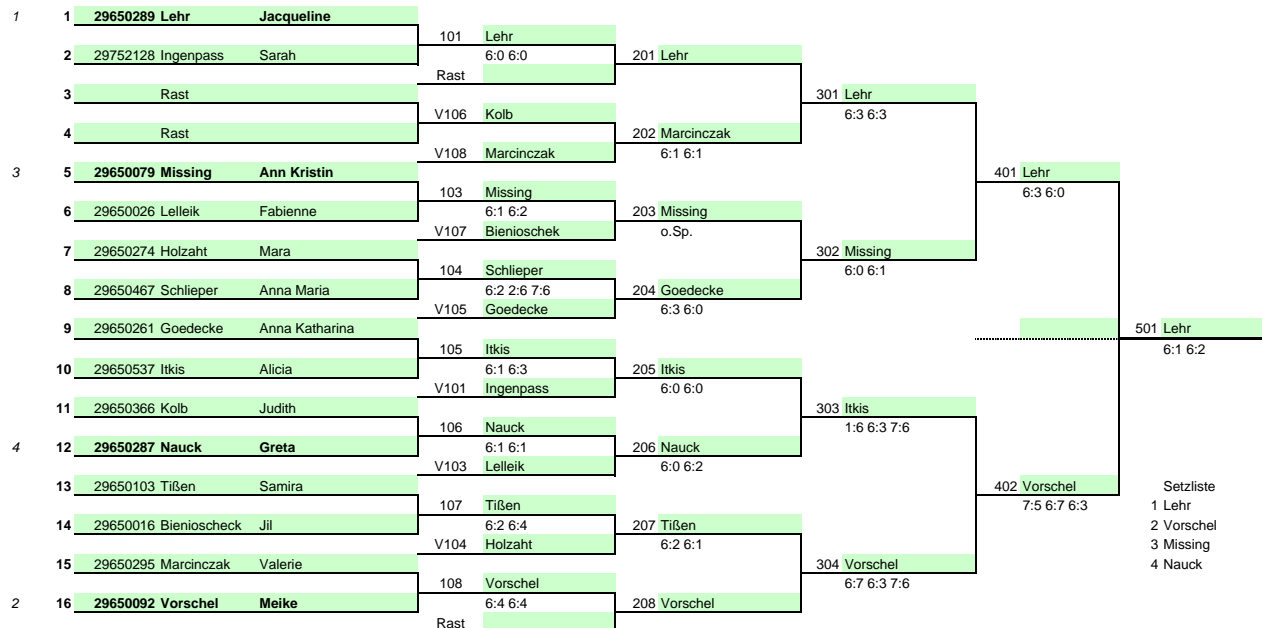 1 1 29650289 Lehr Jacqueline
101 Lehr
2 29752128 Ingenpass Sarah 6:0 6:0 201 Lehr
Rast
3 Rast 301 Lehr
V106 Kolb 6:3 6:3
4 Rast 202 Marcinczak
V108 Marcinczak 6:1 6:1
3 5 29650079 Missing Ann Kristin 401 Lehr
103 Missing 6:3 6:0
6 29650026 Lelleik Fabienne 6:1 6:2 203 Missing
V107 Bienioschek o.Sp.
7 29650274 Holzaht Mara 302 Missing
104 Schlieper 6:0 6:1
8 29650467 Schlieper Anna Maria 6:2 2:6 7:6 204 Goedecke
V105 Goedecke 6:3 6:0
9 29650261 Goedecke Anna Katharina 501 Lehr
105 Itkis 6:1 6:2
10 29650537 Itkis Alicia 6:1 6:3 205 Itkis
V101 Ingenpass 6:0 6:0
11 29650366 Kolb Judith 303 Itkis
106 Nauck 1:6 6:3 7:6
4 12 29650287 Nauck Greta 6:1 6:1 206 Nauck
V103 Lelleik 6:0 6:2
13 29650103 Tißen Samira 402 Vorschel Setzliste
107 Tißen 7:5 6:7 6:3 1 Lehr
14 29650016 Bienioscheck Jil 6:2 6:4 207 Tißen 2 Vorschel
V104 Holzaht 6:2 6:1 3 Missing
15 29650295 Marcinczak Valerie 304 Vorschel 4 Nauck
108 Vorschel 6:7 6:3 7:6
2 16 29650092 Vorschel Meike 6:4 6:4 208 Vorschel
Rast